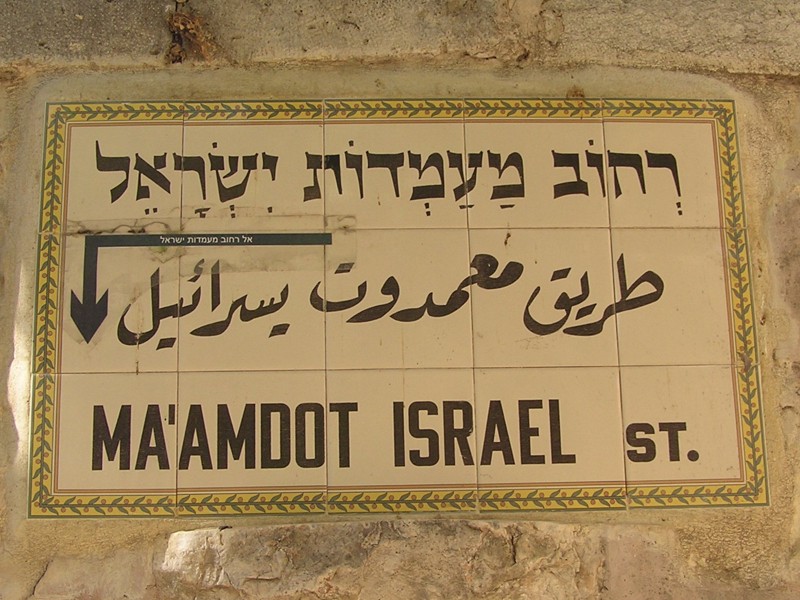 רְחוֹב מַעַמְדוֹת יִשְׂרָאֵל
אל רחוב מעמדות ישראל
طريق معمدوت يسرائيل
MA'AMDOT ISRAEL ST.